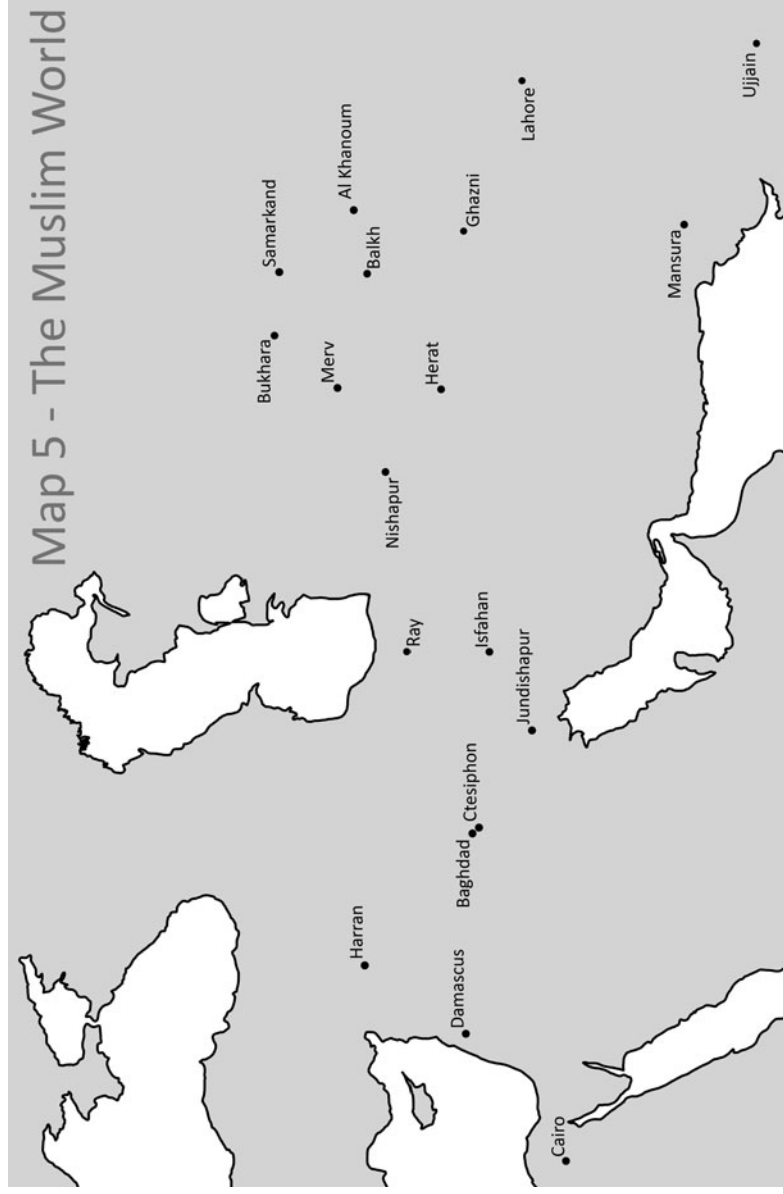 Map 5 - The Muslim World
Samarkand
Bukhara
Merv
Al Khanoum
Balkh
Harran
Nishapur
Ray
Herat
Ghazni
Damascus
Baghdad
Ctesiphon
Isfahan
Lahore
Jundishapur
Cairo
Mansura
Ujjain